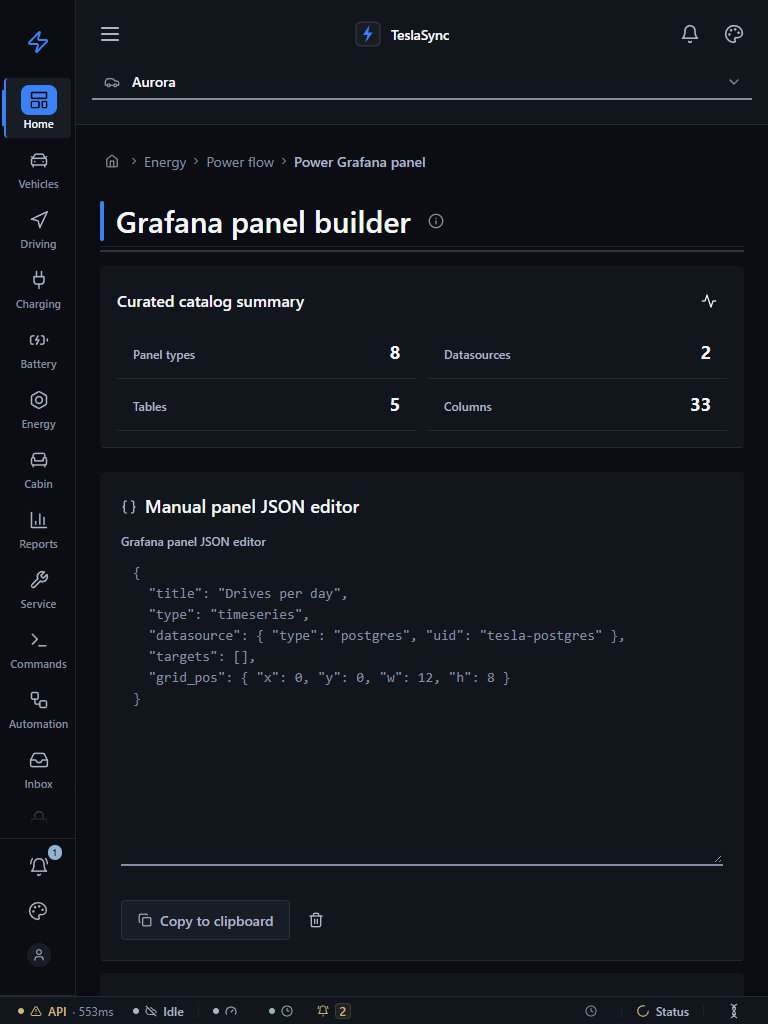 TeslaSync
Aurora
Home
Vehicles
Driving
Charging
Battery
Energy
Cabin
Reports
Service
Commands
Automation
Inbox
1
Energy > Power flow > Power Grafana panel
Grafana panel builder
Curated catalog summary
Panel types 8
Datasources 2
Tables 5
Columns 33
Manual panel JSON editor
Grafana panel JSON editor
{
  "title": "Drives per day",
  "type": "timeseries",
  "datasource": { "type": "postgres", "uid": "tesla-postgres" },
  "targets": [],
  "grid_pos": { "x": 0, "y": 0, "w": 12, "h": 8 }
}
Copy to clipboard
API · 553ms
Idle
2
Status